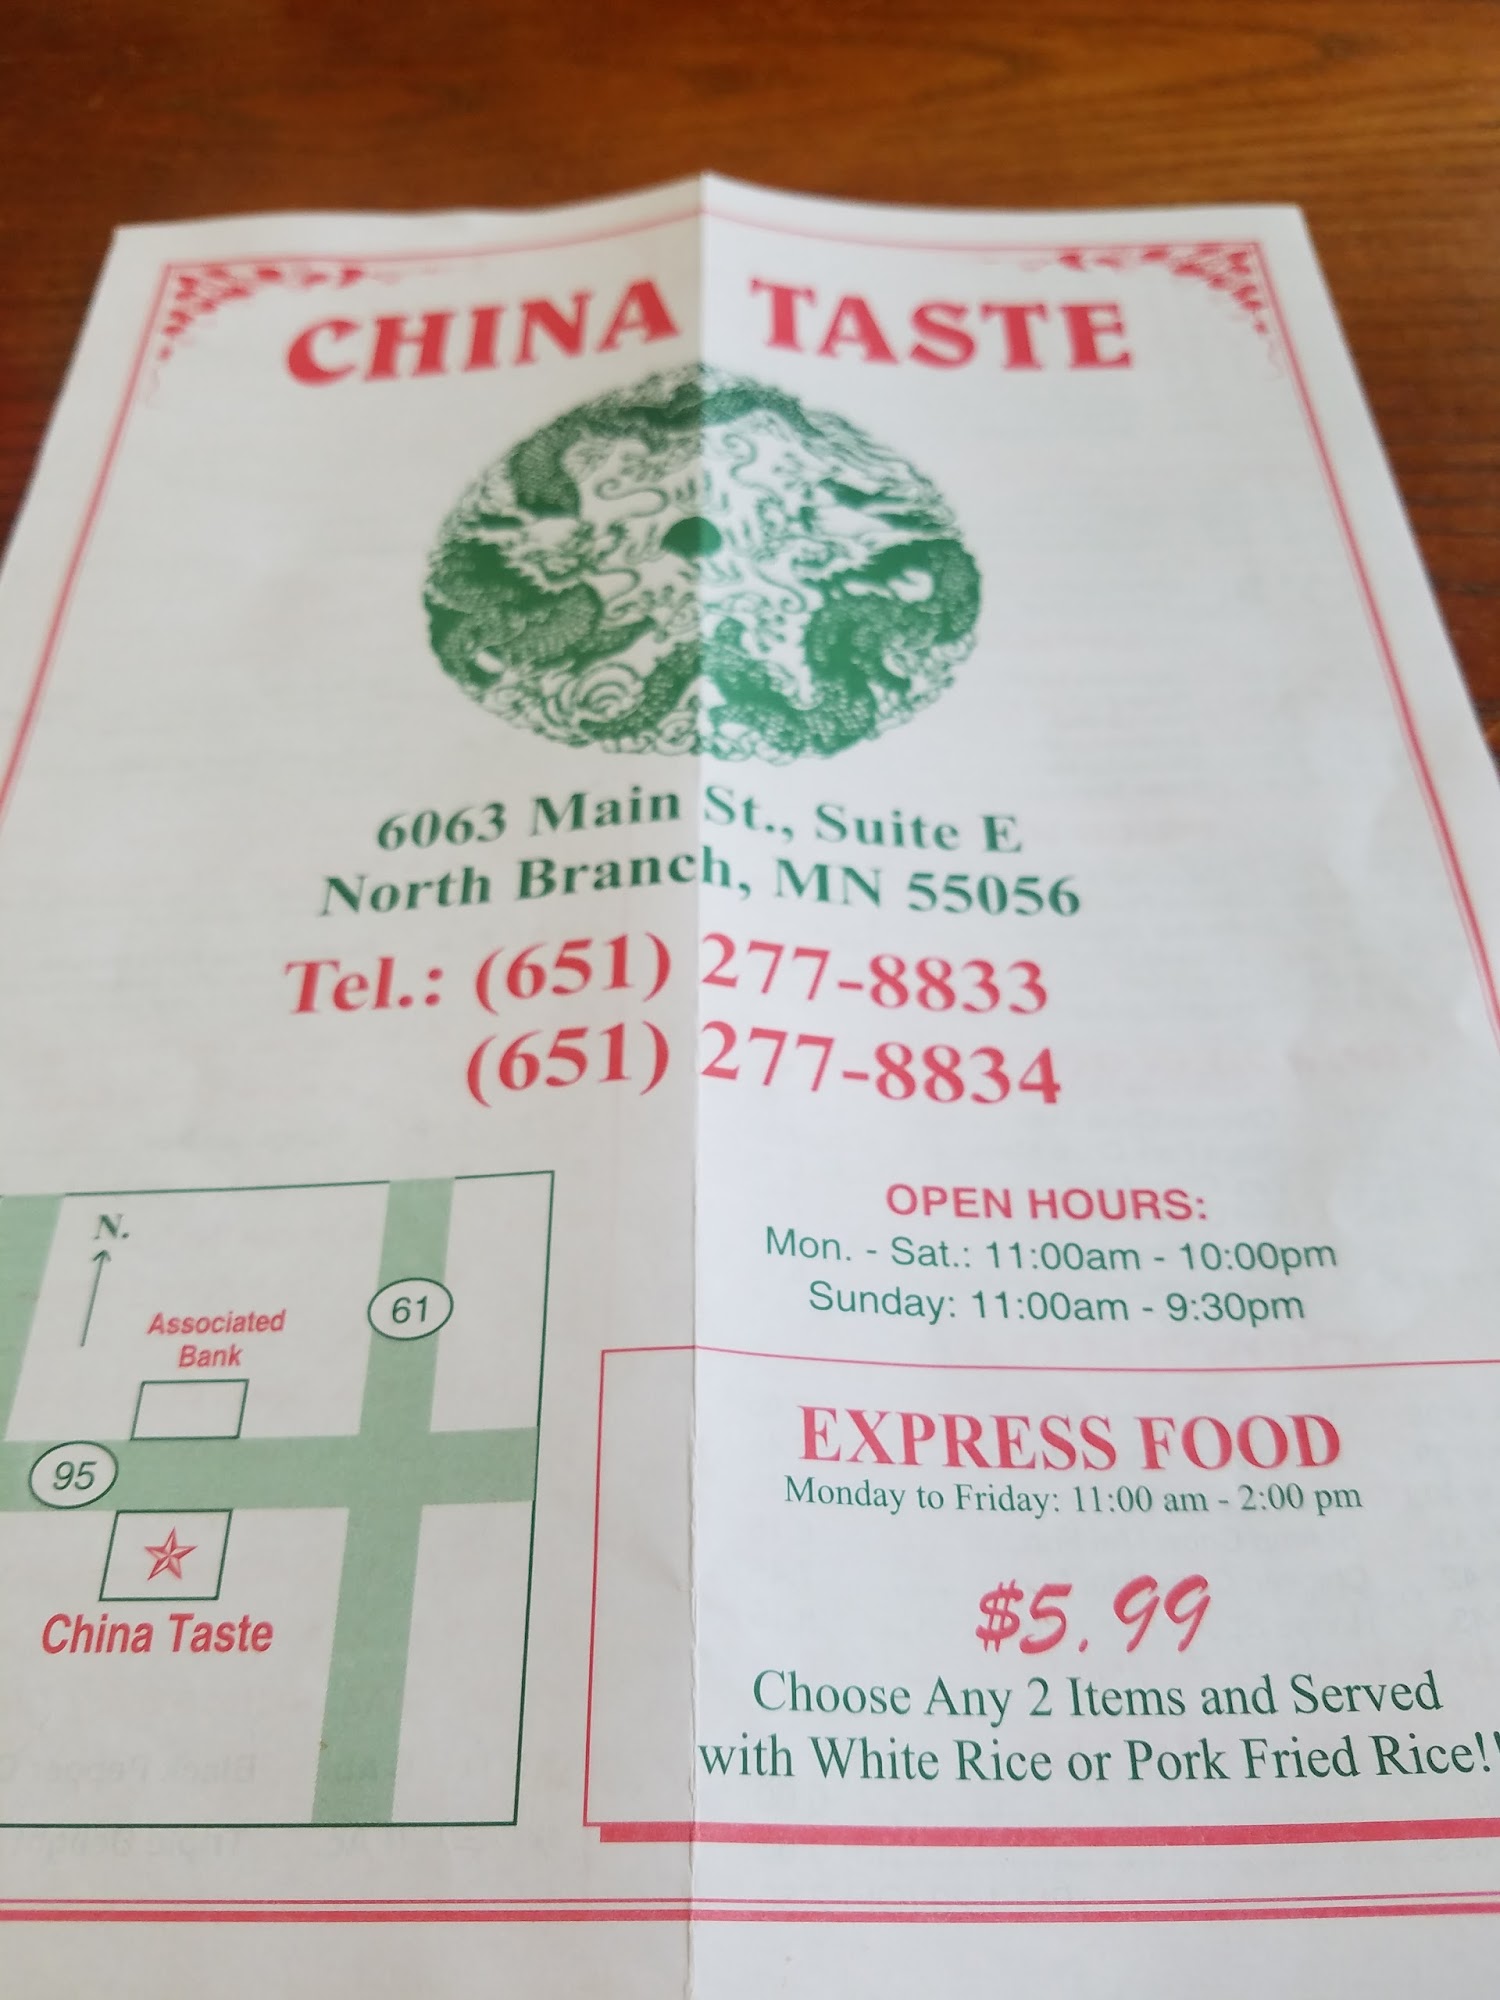 CHINA TASTE
6063 Main St., Suite E
North Branch, MN 55056
Tel.: (651) 277-8833
(651) 277-8834
N.
Associated
Bank
61
95
China Taste
OPEN HOURS:
Mon. - Sat.: 11:00am - 10:00pm
Sunday: 11:00am - 9:30pm
EXPRESS FOOD
Monday to Friday: 11:00 am - 2:00 pm
$5.99
Choose Any 2 Items and Served
with White Rice or Pork Fried Rice!!